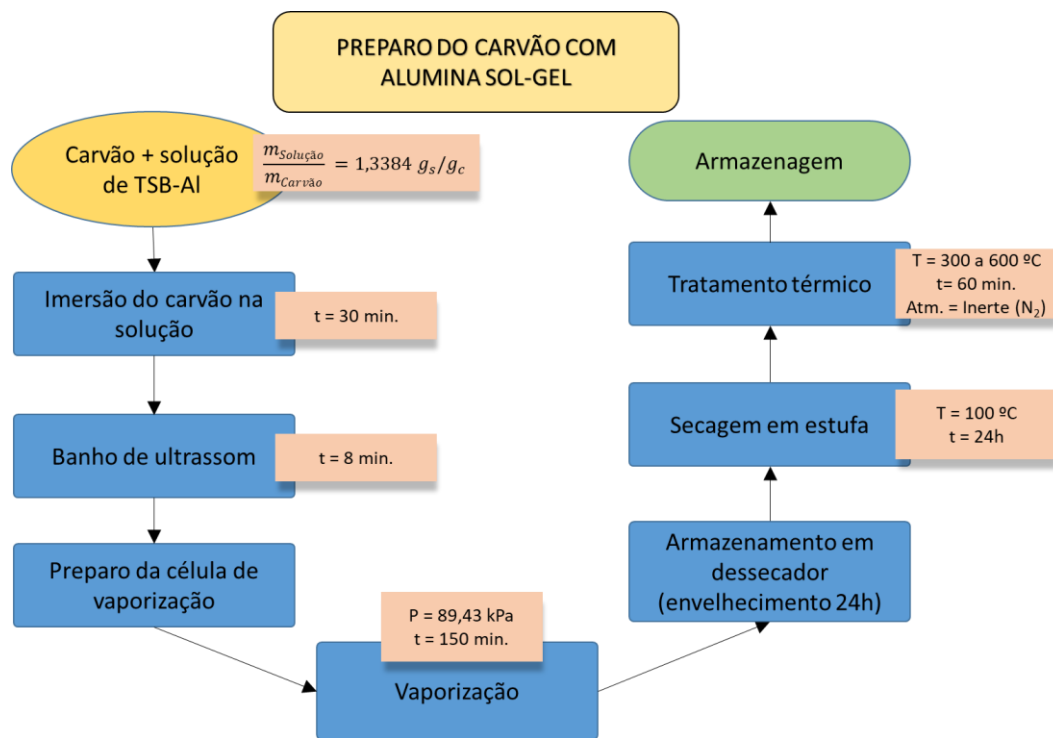 PREPARO DO CARVÃO COM
ALUMINA SOL-GEL
Carvão + solução
de TSB-Al
m_Solução / m_Carvão = 1,3384 g_s/g_c
Imersão do carvão na
solução
t = 30 min.
Banho de ultrassom
t = 8 min.
Preparo da célula de
vaporização
P = 89,43 kPa
t = 150 min.
Vaporização
Armazenamento em
dessecador
(envelhecimento 24h)
Secagem em estufa
T = 100 ºC
t = 24h
Tratamento térmico
T = 300 a 600 ºC
t= 60 min.
Atm. = Inerte (N₂)
Armazenagem